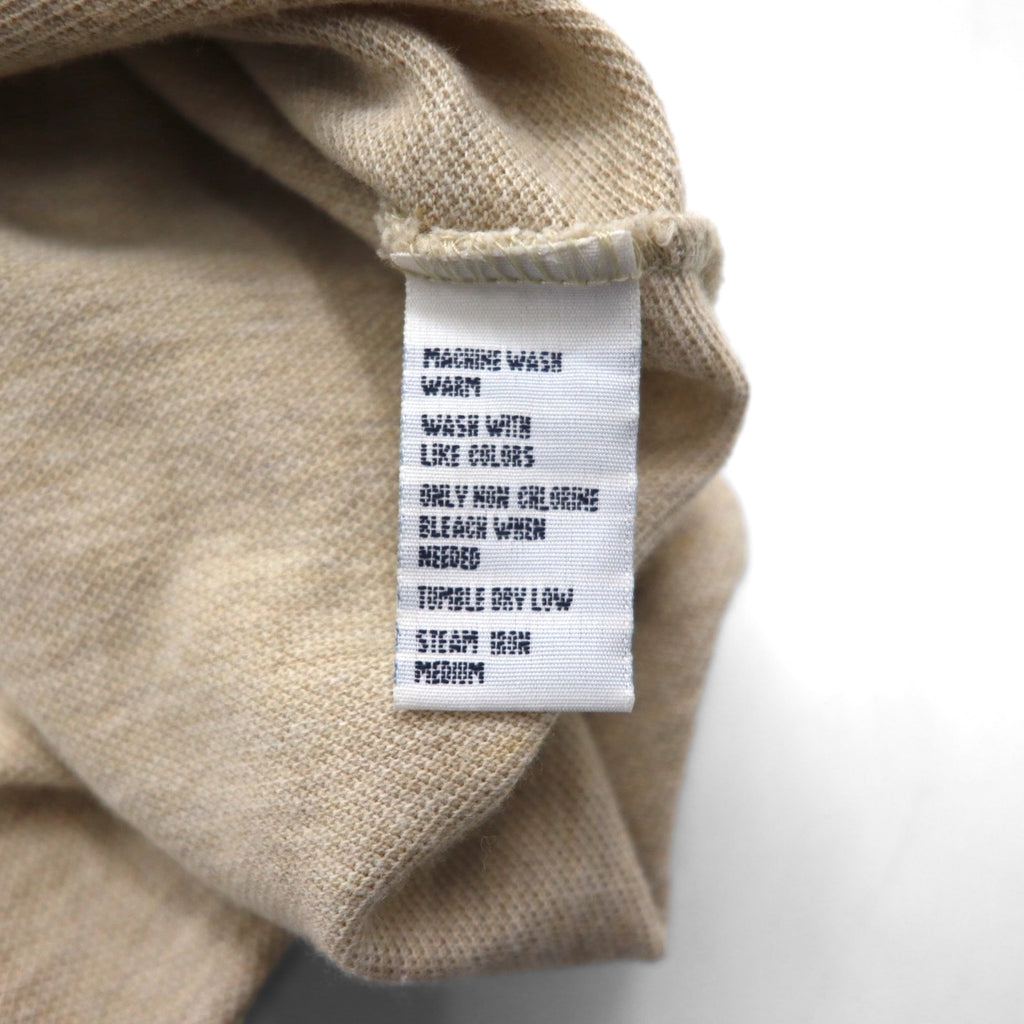 MACHINE WASH
WARM
WASH WITH
LIKE COLORS
ONLY NON CHLORINE
BLEACH WHEN
NEEDED
TUMBLE DRY LOW
STEAM IRON
MEDIUM